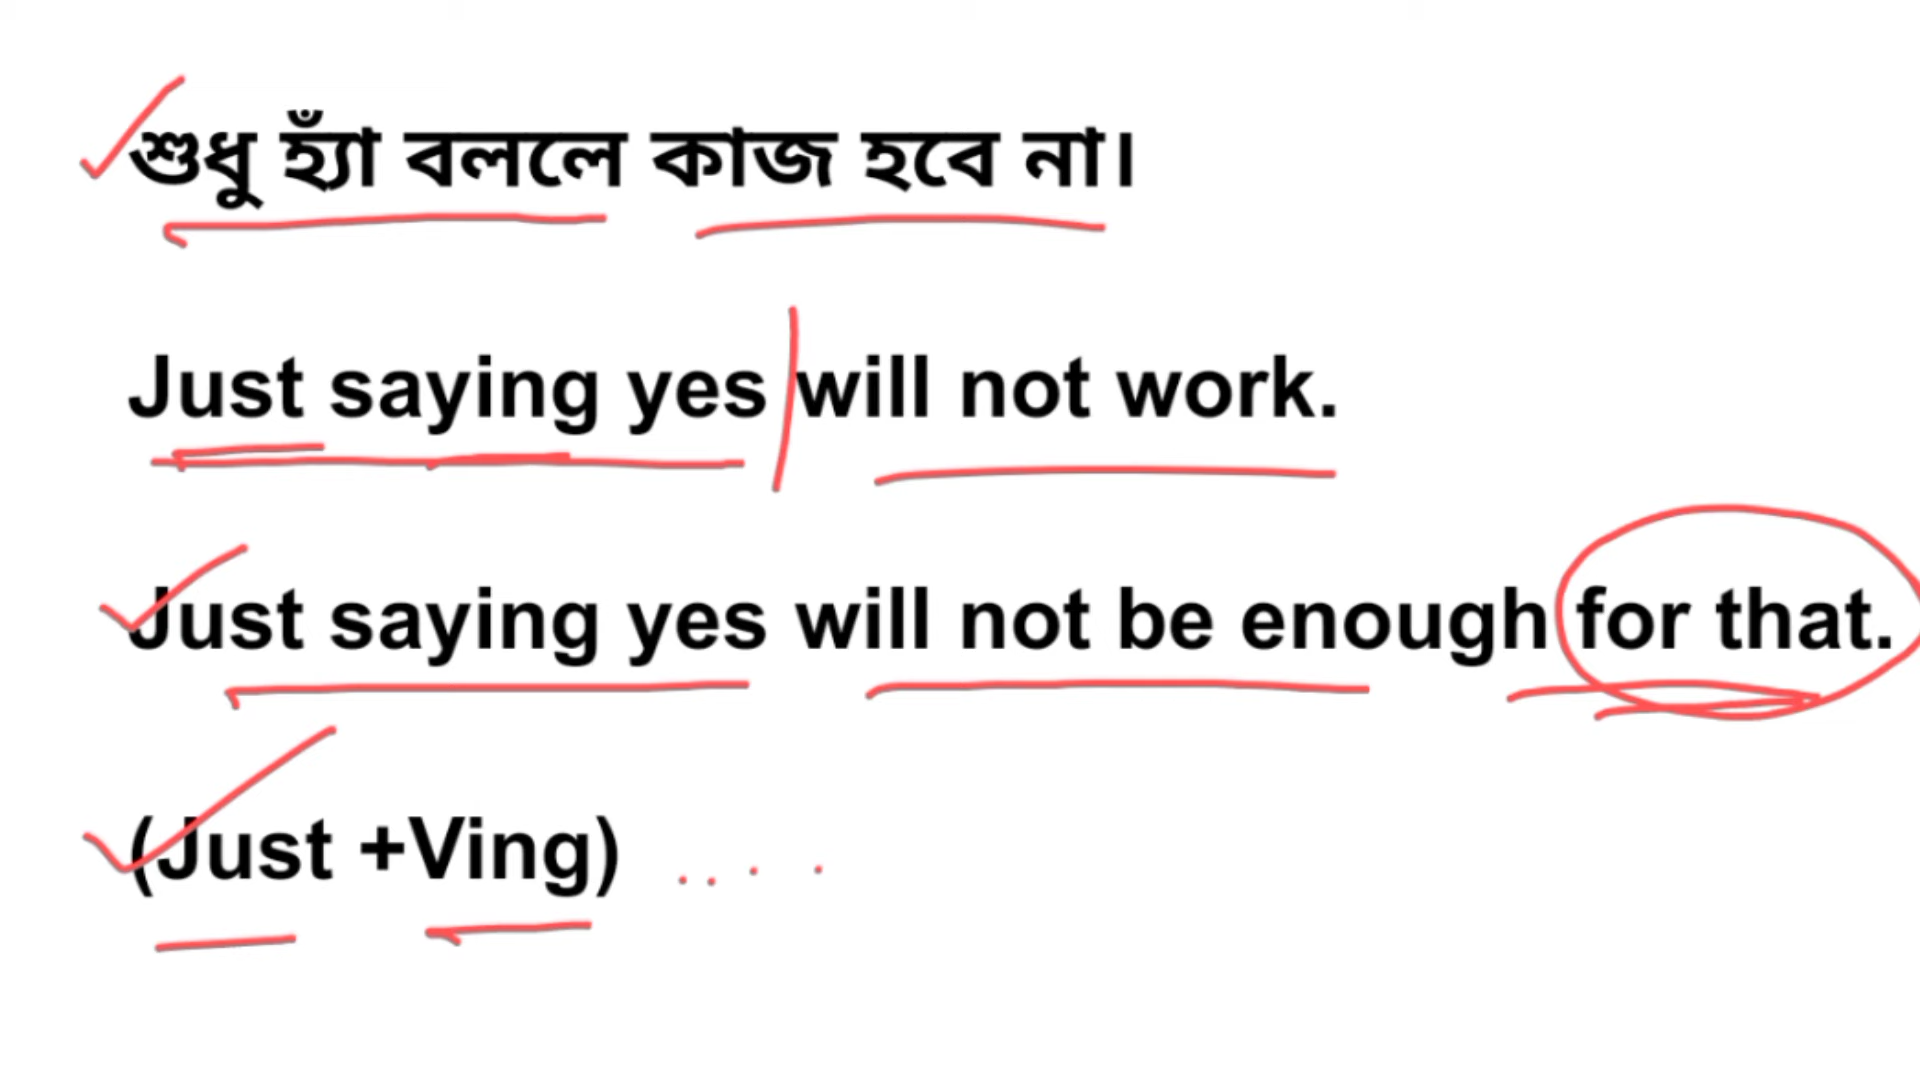 শুধু হ্যাঁ বললে কাজ হবে না।
Just saying yes will not work.
Just saying yes will not be enough for that.
(Just +Ving)